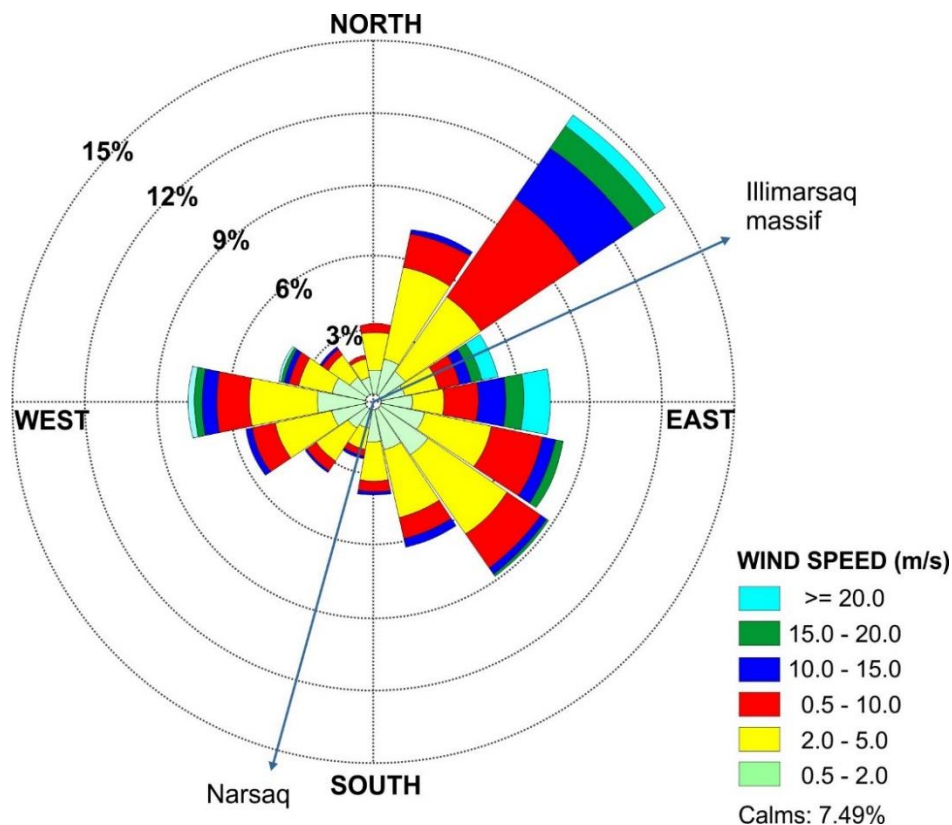 NORTH
15%
12%
9%
6%
3%
Illimarsaq
massif
WEST
EAST
Narsaq
SOUTH
WIND SPEED (m/s)
>= 20.0
15.0 - 20.0
10.0 - 15.0
0.5 - 10.0
2.0 - 5.0
0.5 - 2.0
Calms: 7.49%